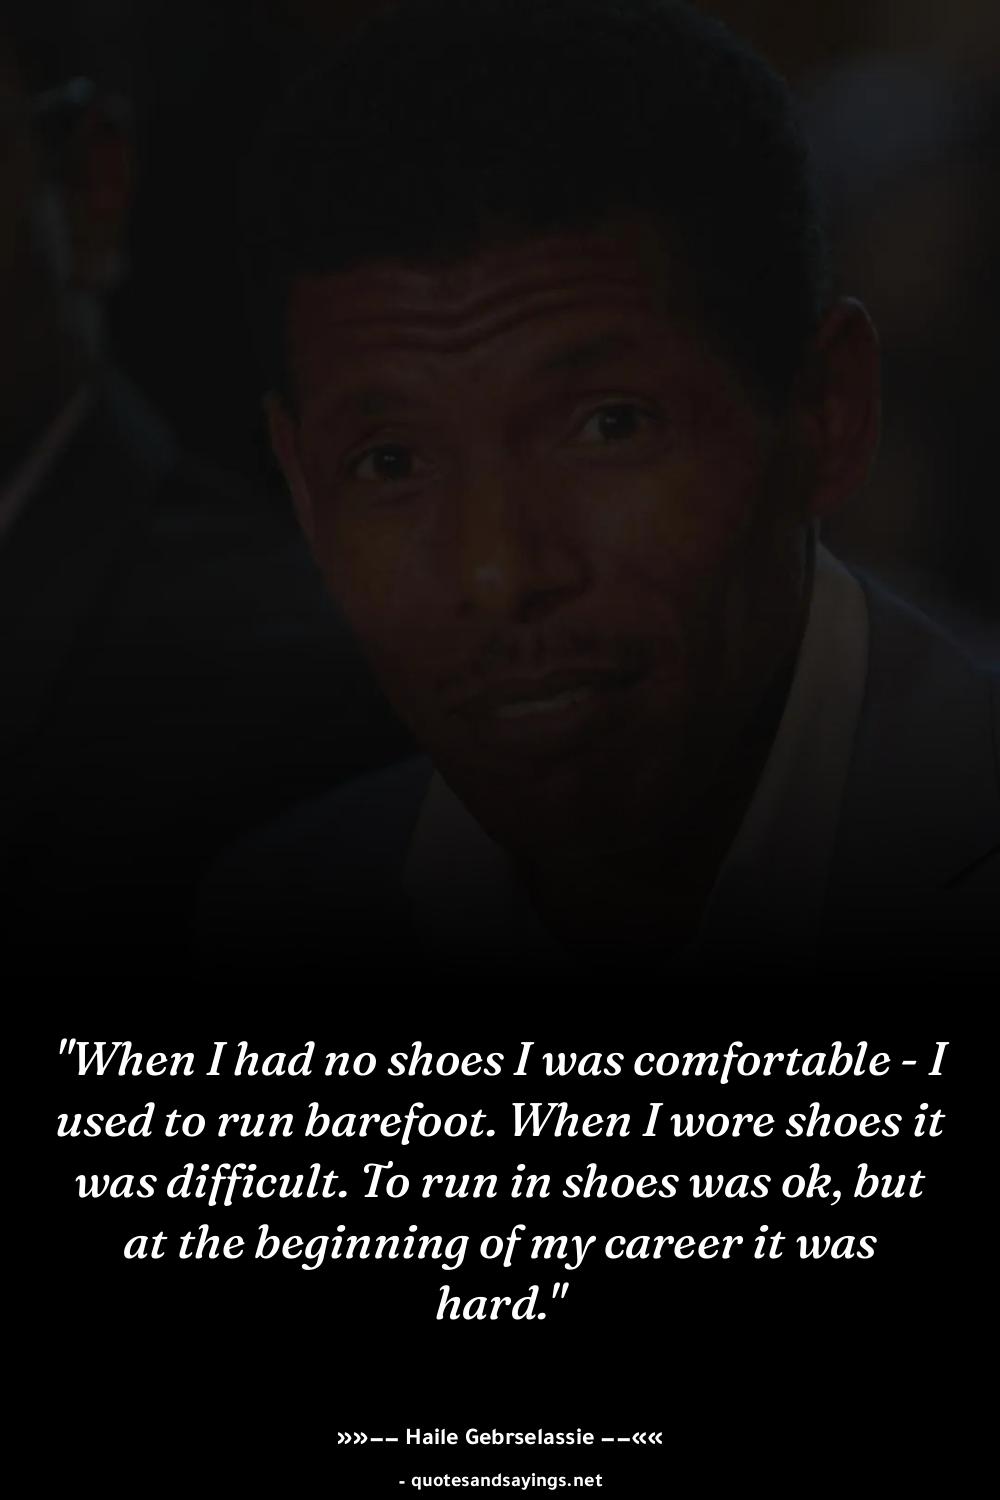 "When I had no shoes I was comfortable - I
used to run barefoot. When I wore shoes it
was difficult. To run in shoes was ok, but
at the beginning of my career it was
hard."
»»–– Haile Gebrselassie ––««
- quotesandsayings.net